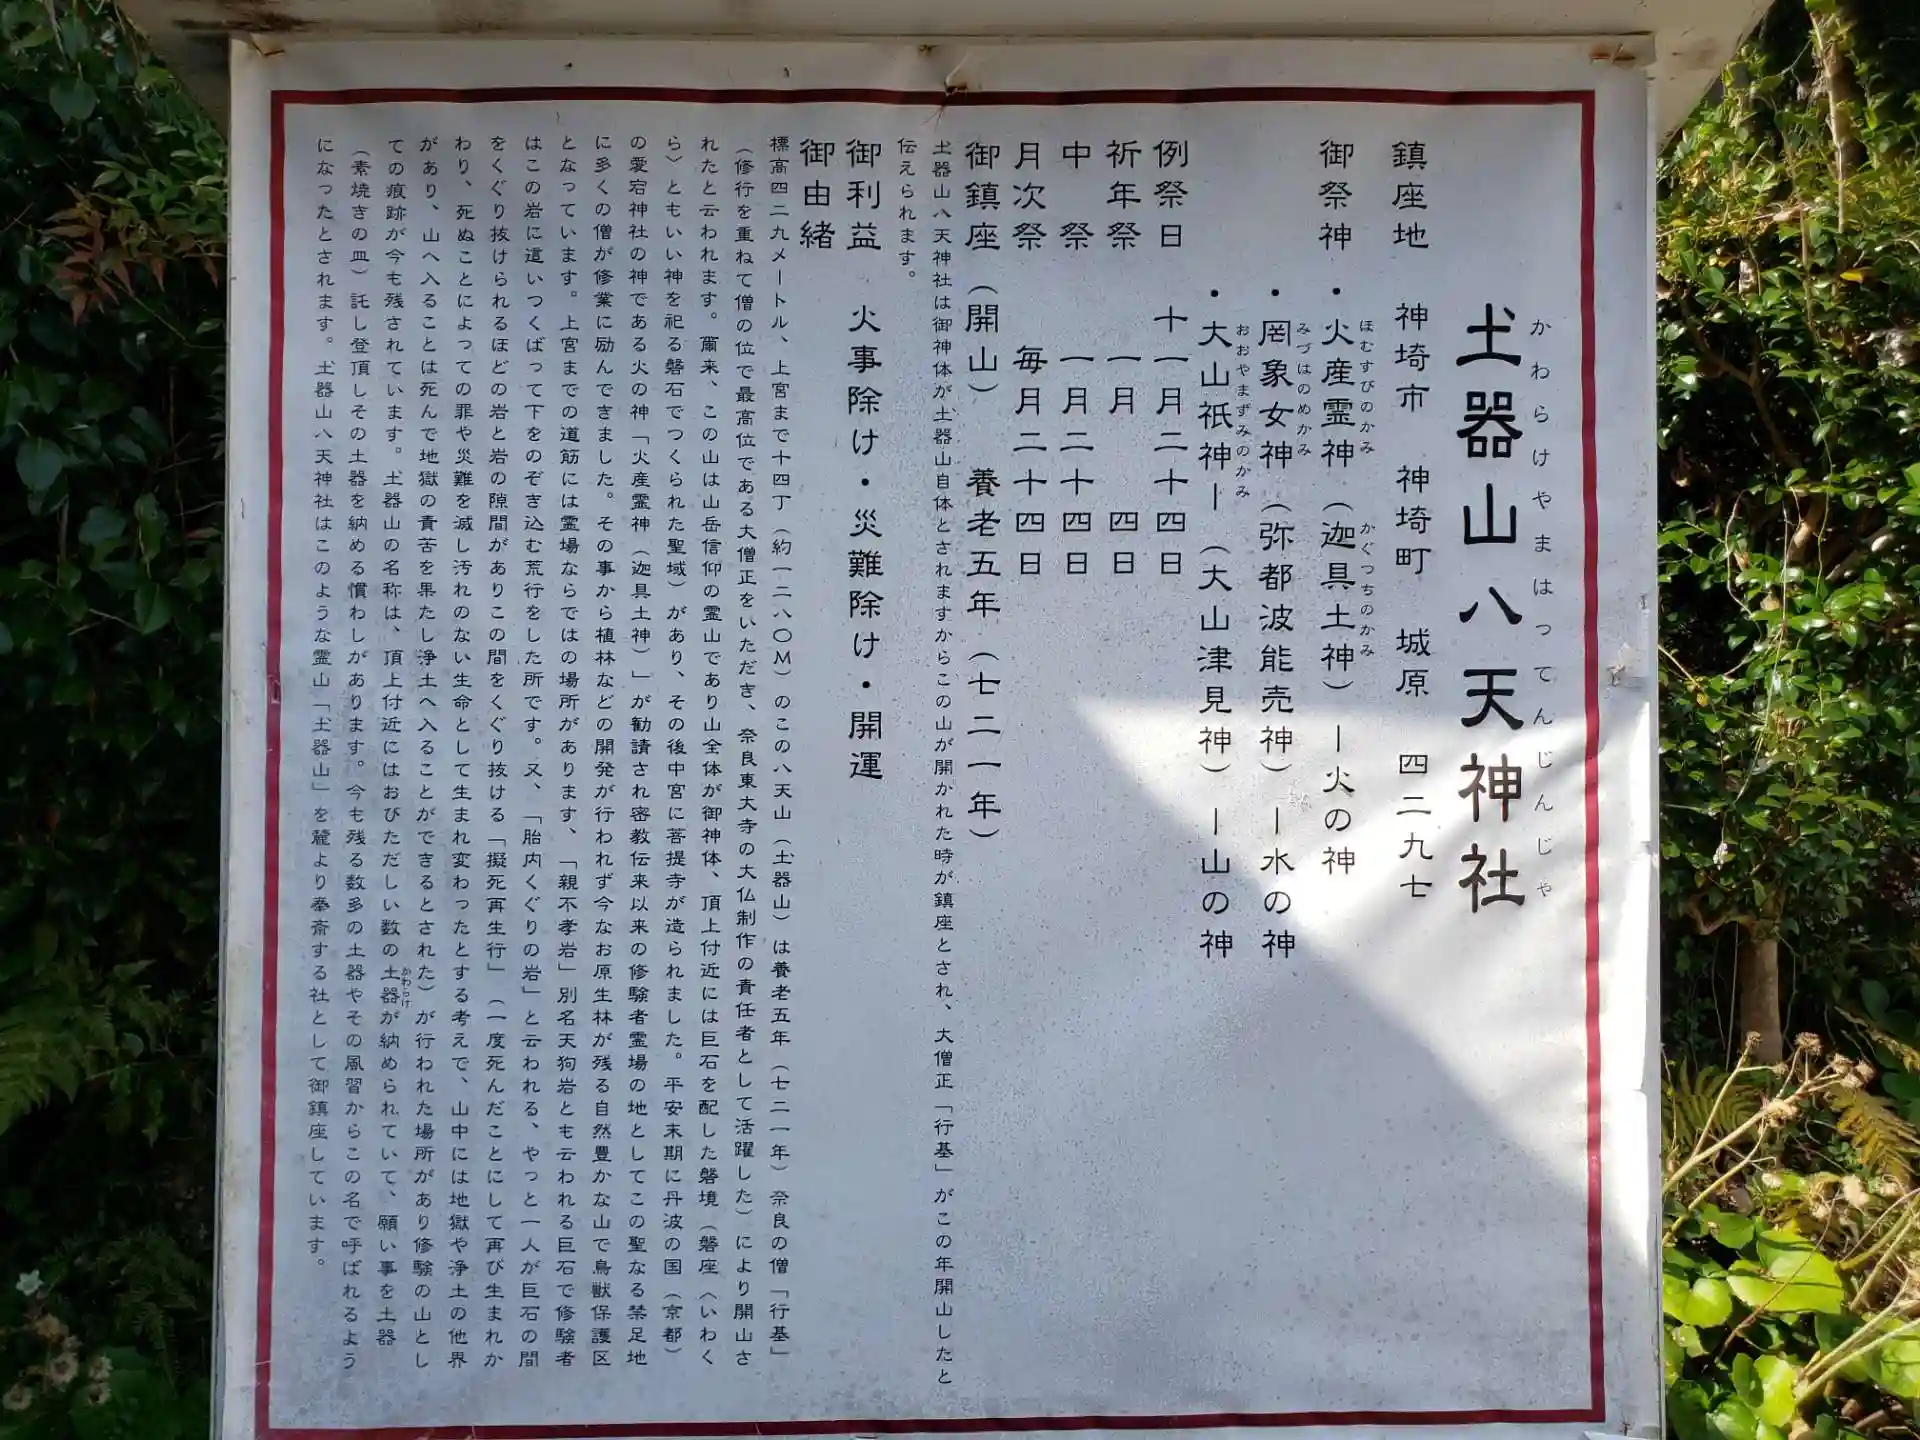 かわらけやまはってんじんじゃ
土器山八天神社
鎮座地　神埼市　神埼町　城原　四二九七
御祭神　・火産霊神（迦具土神）―火の神
ほむすびのかみ　かぐつちのかみ
・罔象女神（弥都波能売神）―水の神
みづはのめかみ
・大山祇神―（大山津見神）―山の神
おおやまずみのかみ
例祭日　十一月二十四日
祈年祭　一月　四日
中　祭　一月二十四日
月次祭　毎月二十四日
御鎮座（開山）　養老五年（七二一年）
土器山八天神社は御神体が土器山自体とされますからこの山が開かれた時が鎮座とされ、大僧正「行基」がこの年開山したと
伝えられます。
御利益　火事除け・災難除け・開運
御由緒
標高四二九メートル、上宮まで十四丁（約一二八〇M）のこの八天山（土器山）は養老五年（七二一年）奈良の僧「行基」
（修行を重ねて僧の位で最高位である大僧正をいただき、奈良東大寺の大仏制作の責任者として活躍した）により開山さ
れたと云われます。爾来、この山は山岳信仰の霊山であり山全体が御神体、頂上付近には巨石を配した磐境（磐座〈いわく
ら〉ともいい神を祀る磐石でつくられた聖域）があり、その後中宮に菩提寺が造られました。平安末期に丹波の国（京都）
の愛宕神社の神である火の神「火産霊神（迦具土神）」が勧請され密教伝来以来の修験者霊場の地としてこの聖なる禁足地
に多くの僧が修業に励んできました。その事から植林などの開発が行われず今なお原生林が残る自然豊かな山で鳥獣保護区
となっています。上宮までの道筋には霊場ならではの場所があります、「親不孝岩」別名天狗岩とも云われる巨石で修験者
はこの岩に這いつくばって下をのぞき込む荒行をした所です。又、「胎内くぐりの岩」と云われる、やっと一人が巨石の間
をくぐり抜けられるほどの岩と岩の隙間がありこの間をくぐり抜ける「擬死再生行」（一度死んだことにして再び生まれか
わり、死ぬことによっての罪や災難を滅し汚れのない生命として生まれ変わったとする考えで、山中には地獄や浄土の他界
があり、山へ入ることは死んで地獄の責苦を果たし浄土へ入ることができるとされた）が行われた場所があり修験の山とし
ての痕跡が今も残されています。土器山の名称は、頂上付近にはおびただしい数の土器が納められていて、願い事を土器
かわらけ
（素焼きの皿）託し登頂しその土器を納める慣わしがあります。今も残る数多の土器やその風習からこの名で呼ばれるよう
になったとされます。土器山八天神社はこのような霊山「土器山」を麓より奉斎する社として御鎮座しています。